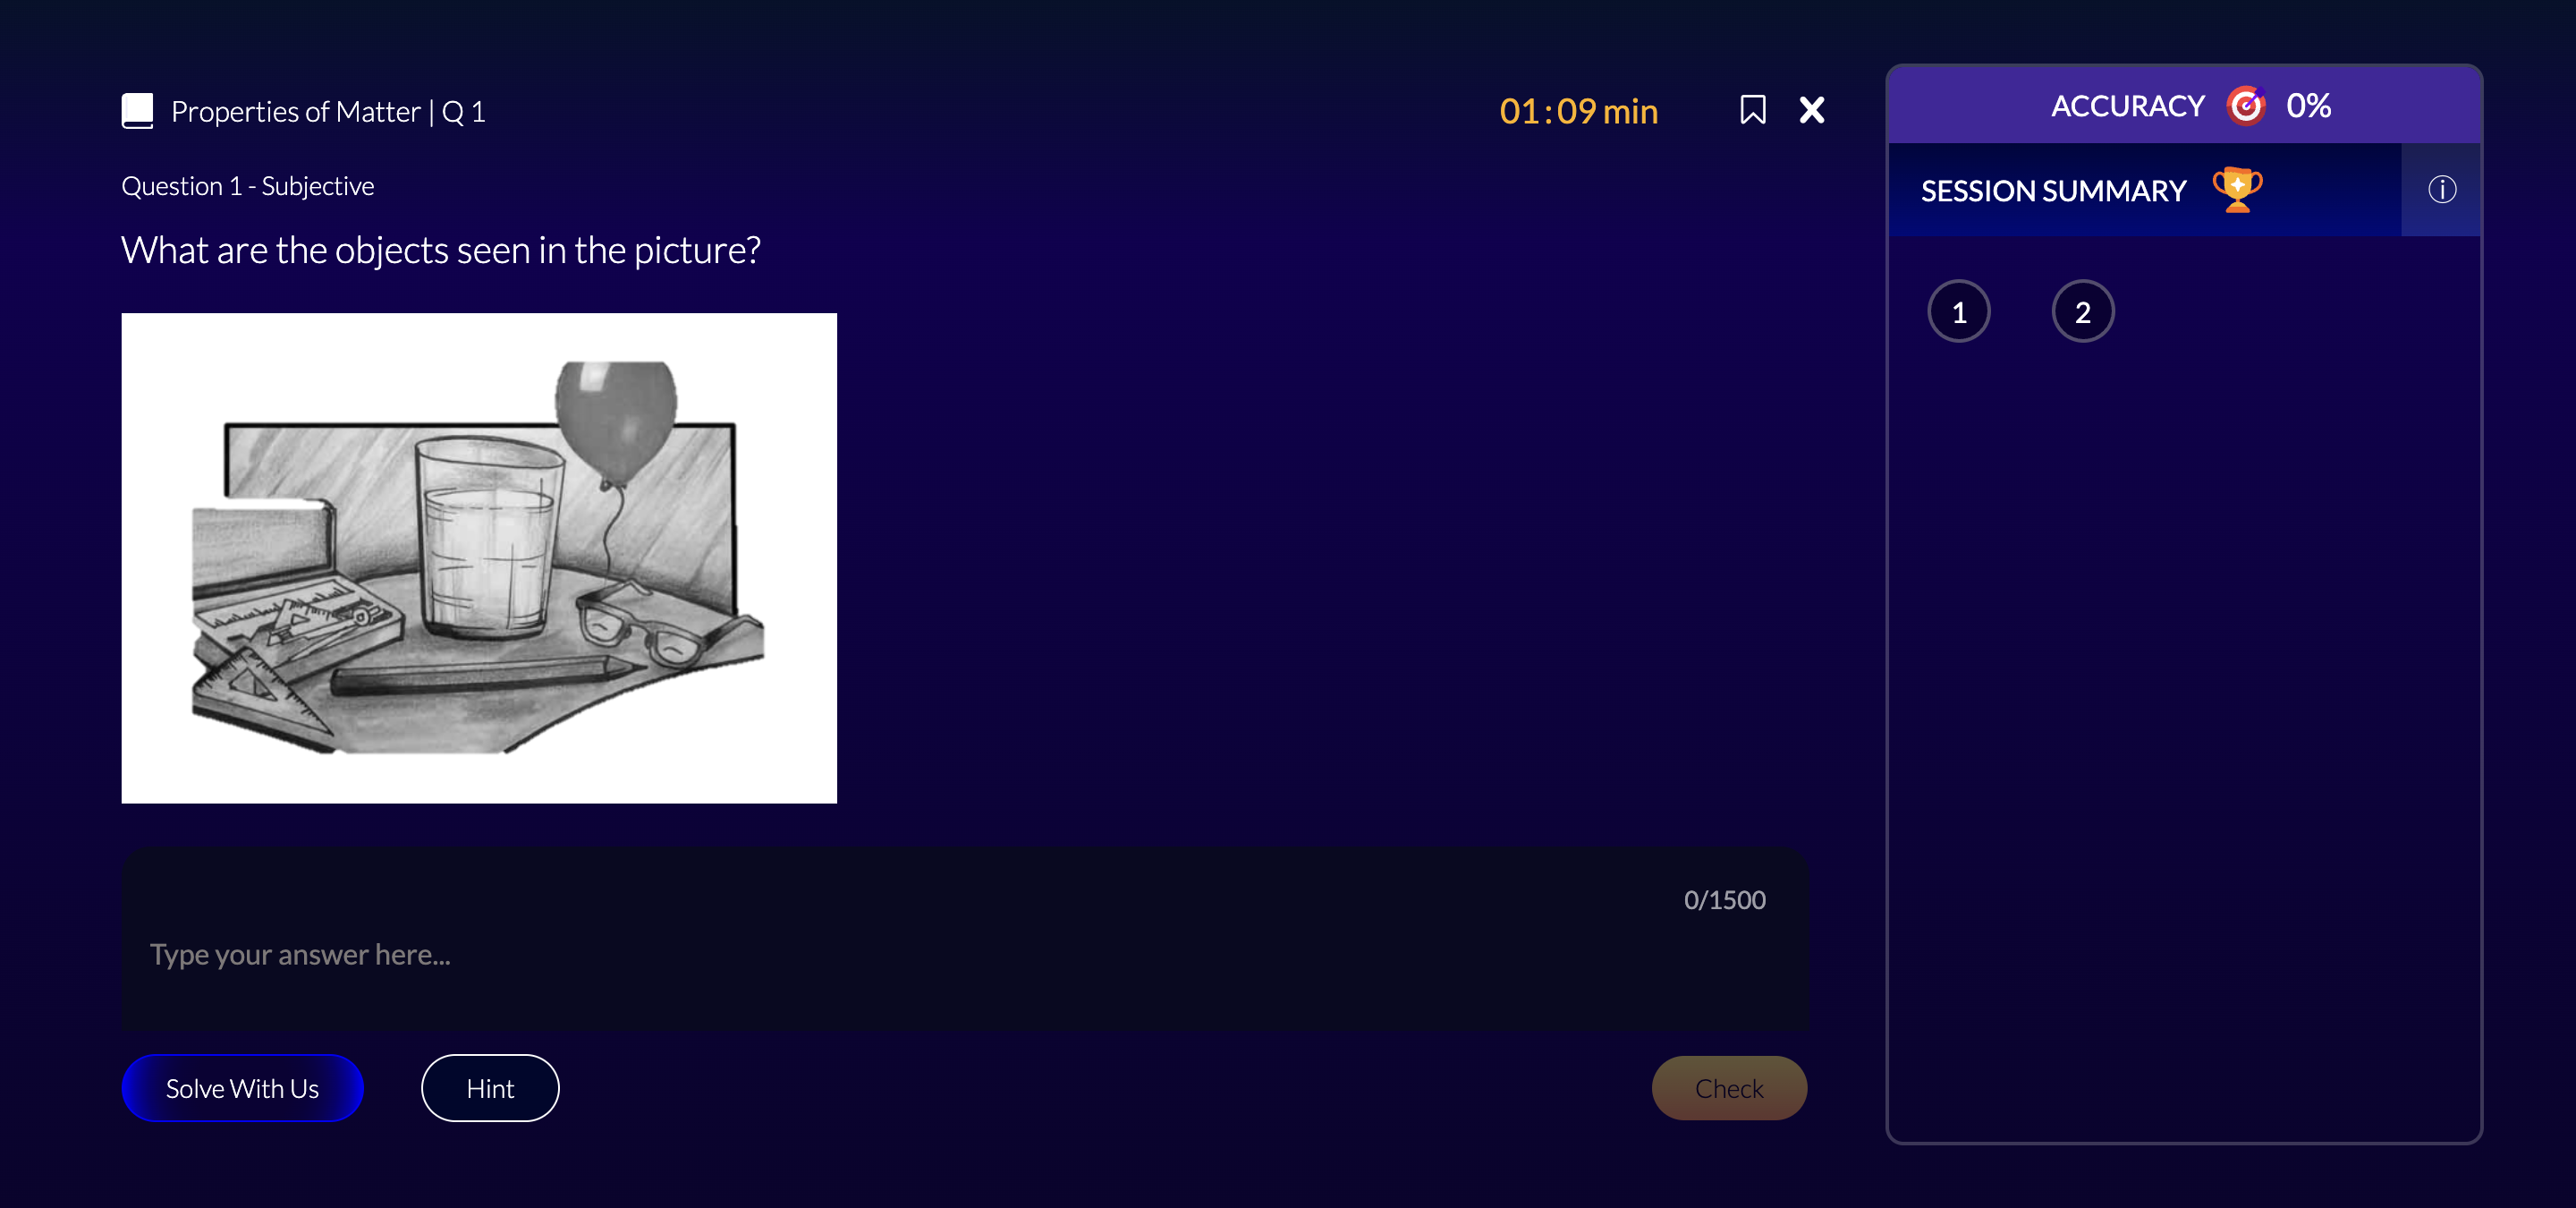 Properties of Matter | Q 1
01 : 09 min
Question 1 - Subjective
What are the objects seen in the picture?
0/1500
Type your answer here...
Solve With Us
Hint
Check
ACCURACY 0%
SESSION SUMMARY
1 2